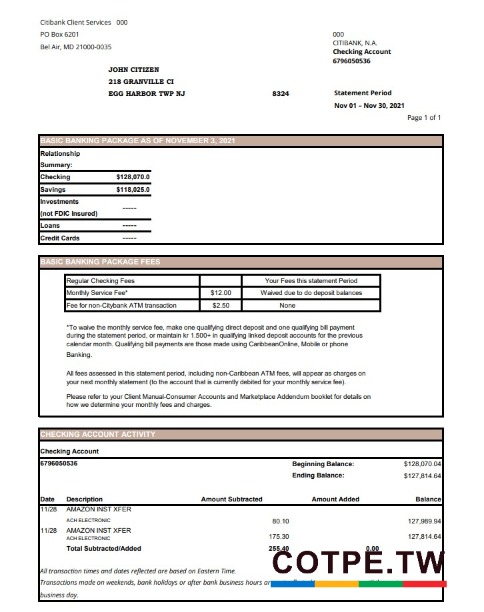 Citibank Client Services 000
PO Box 6201
Bel Air, MD 21000-0035
000
CITIBANK, N.A.
Checking Account
6796050536
JOHN CITIZEN
218 GRANVILLE CI
EGG HARBOR TWP NJ 8324
Statement Period
Nov 01 – Nov 30, 2021
Page 1 of 1
BASIC BANKING PACKAGE AS OF NOVEMBER 3, 2021
Relationship
Summary:
Checking $128,070.0
Savings $118,025.0
Investments
(not FDIC Insured) -----
Loans -----
Credit Cards -----
BASIC BANKING PACKAGE FEES
Regular Checking Fees Your Fees this statement Period
Monthly Service Fee* $12.00 Waived due to do deposit balances
Fee for non-Citybank ATM transaction $2.50 None
*To waive the monthly service fee, make one qualifying direct deposit and one qualifying bill payment
during the statement period, or maintain kr 1.500+ in qualifying linked deposit accounts for the previous
calendar month. Qualifying bill payments are those made using CaribbeanOnline, Mobile or phone
Banking.
All fees assessed in this statement period, including non-Caribbean ATM fees, will appear as charges on
your next monthly statement (to the account that is currently debited for your monthly service fee).
Please refer to your Client Manual-Consumer Accounts and Marketplace Addendum booklet for details on
how we determine your monthly fees and charges.
CHECKING ACCOUNT ACTIVITY
Checking Account
6796050536 Beginning Balance: $128,070.04
Ending Balance: $127,814.64
Date Description Amount Subtracted Amount Added Balance
11/28 AMAZON INST XFER
ACH ELECTRONIC 80.10 127,989.94
11/28 AMAZON INST XFER
ACH ELECTRONIC 175.30 127,814.64
Total Subtracted/Added 255.40 0.00
COTPE.TW
All transaction times and dates reflected are based on Eastern Time.
Transactions made on weekends, bank holidays or after bank business hours
business day.